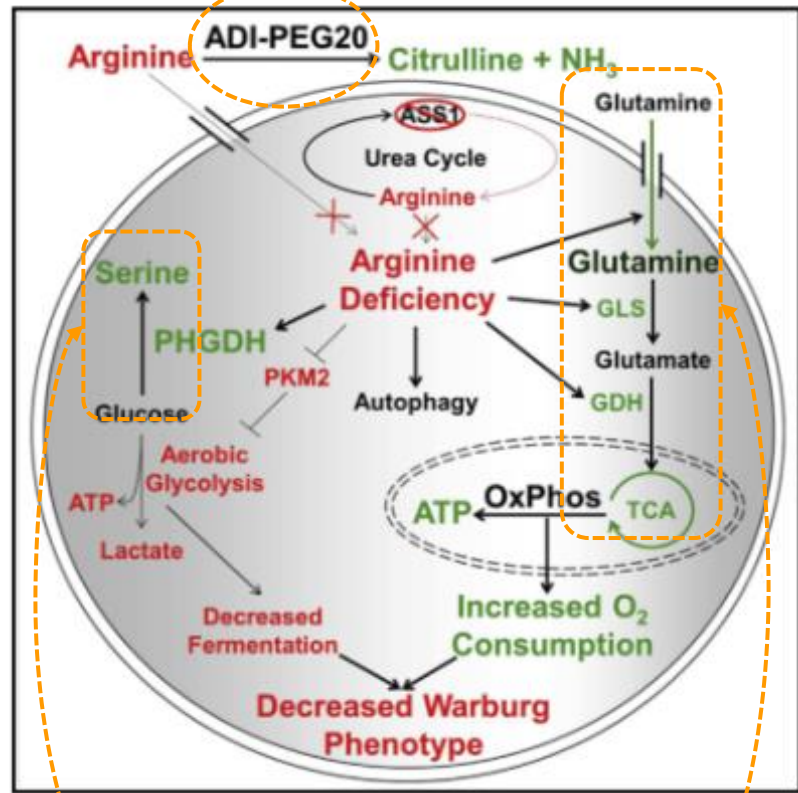 ADI-PEG20
Arginine
Citrulline + NH₃
Glutamine
ASS1
Urea Cycle
Arginine
Arginine
Deficiency
Glutamine
Serine
GLS
PHGDH
Glutamate
PKM2
Autophagy
GDH
Glucose
Aerobic
Glycolysis
ATP
Lactate
OxPhos
ATP
TCA
Decreased
Fermentation
Increased O₂
Consumption
Decreased Warburg
Phenotype